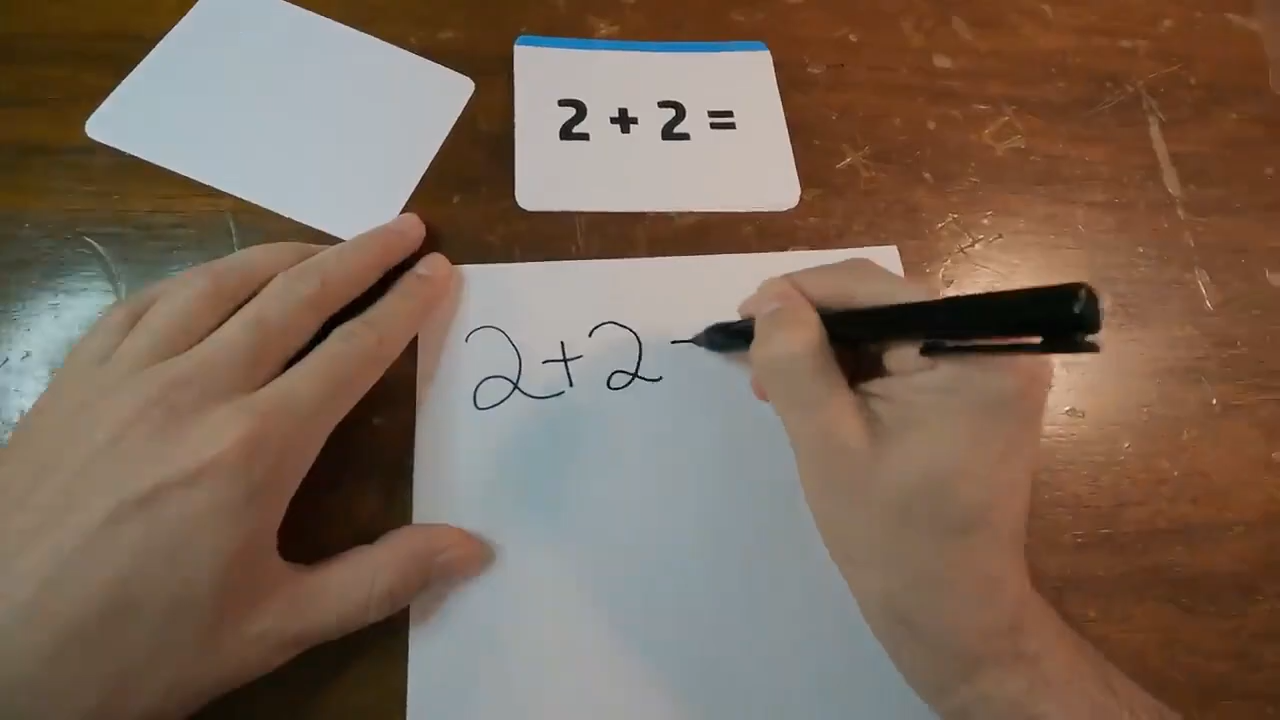 2 + 2 =
2+2 -